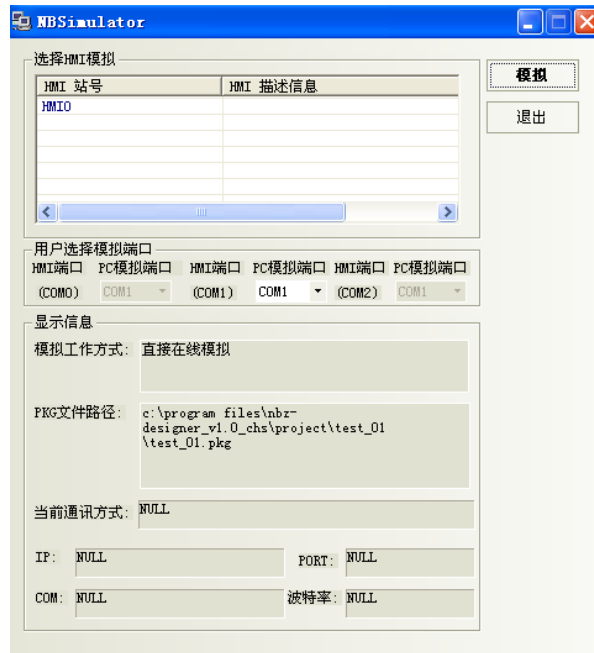 NBSimulator
选择HMI模拟
HMI 站号 HMI 描述信息
HMI0
模拟
退出
用户选择模拟端口
HMI端口 PC模拟端口 HMI端口 PC模拟端口 HMI端口 PC模拟端口
(COM0) COM1 (COM1) COM1 (COM2) COM1
显示信息
模拟工作方式: 直接在线模拟
PKG文件路径: c:\program files\nbz-
designer_v1.0_chs\project\test_01
\test_01.pkg
当前通讯方式: NULL
IP: NULL PORT: NULL
COM: NULL 波特率: NULL